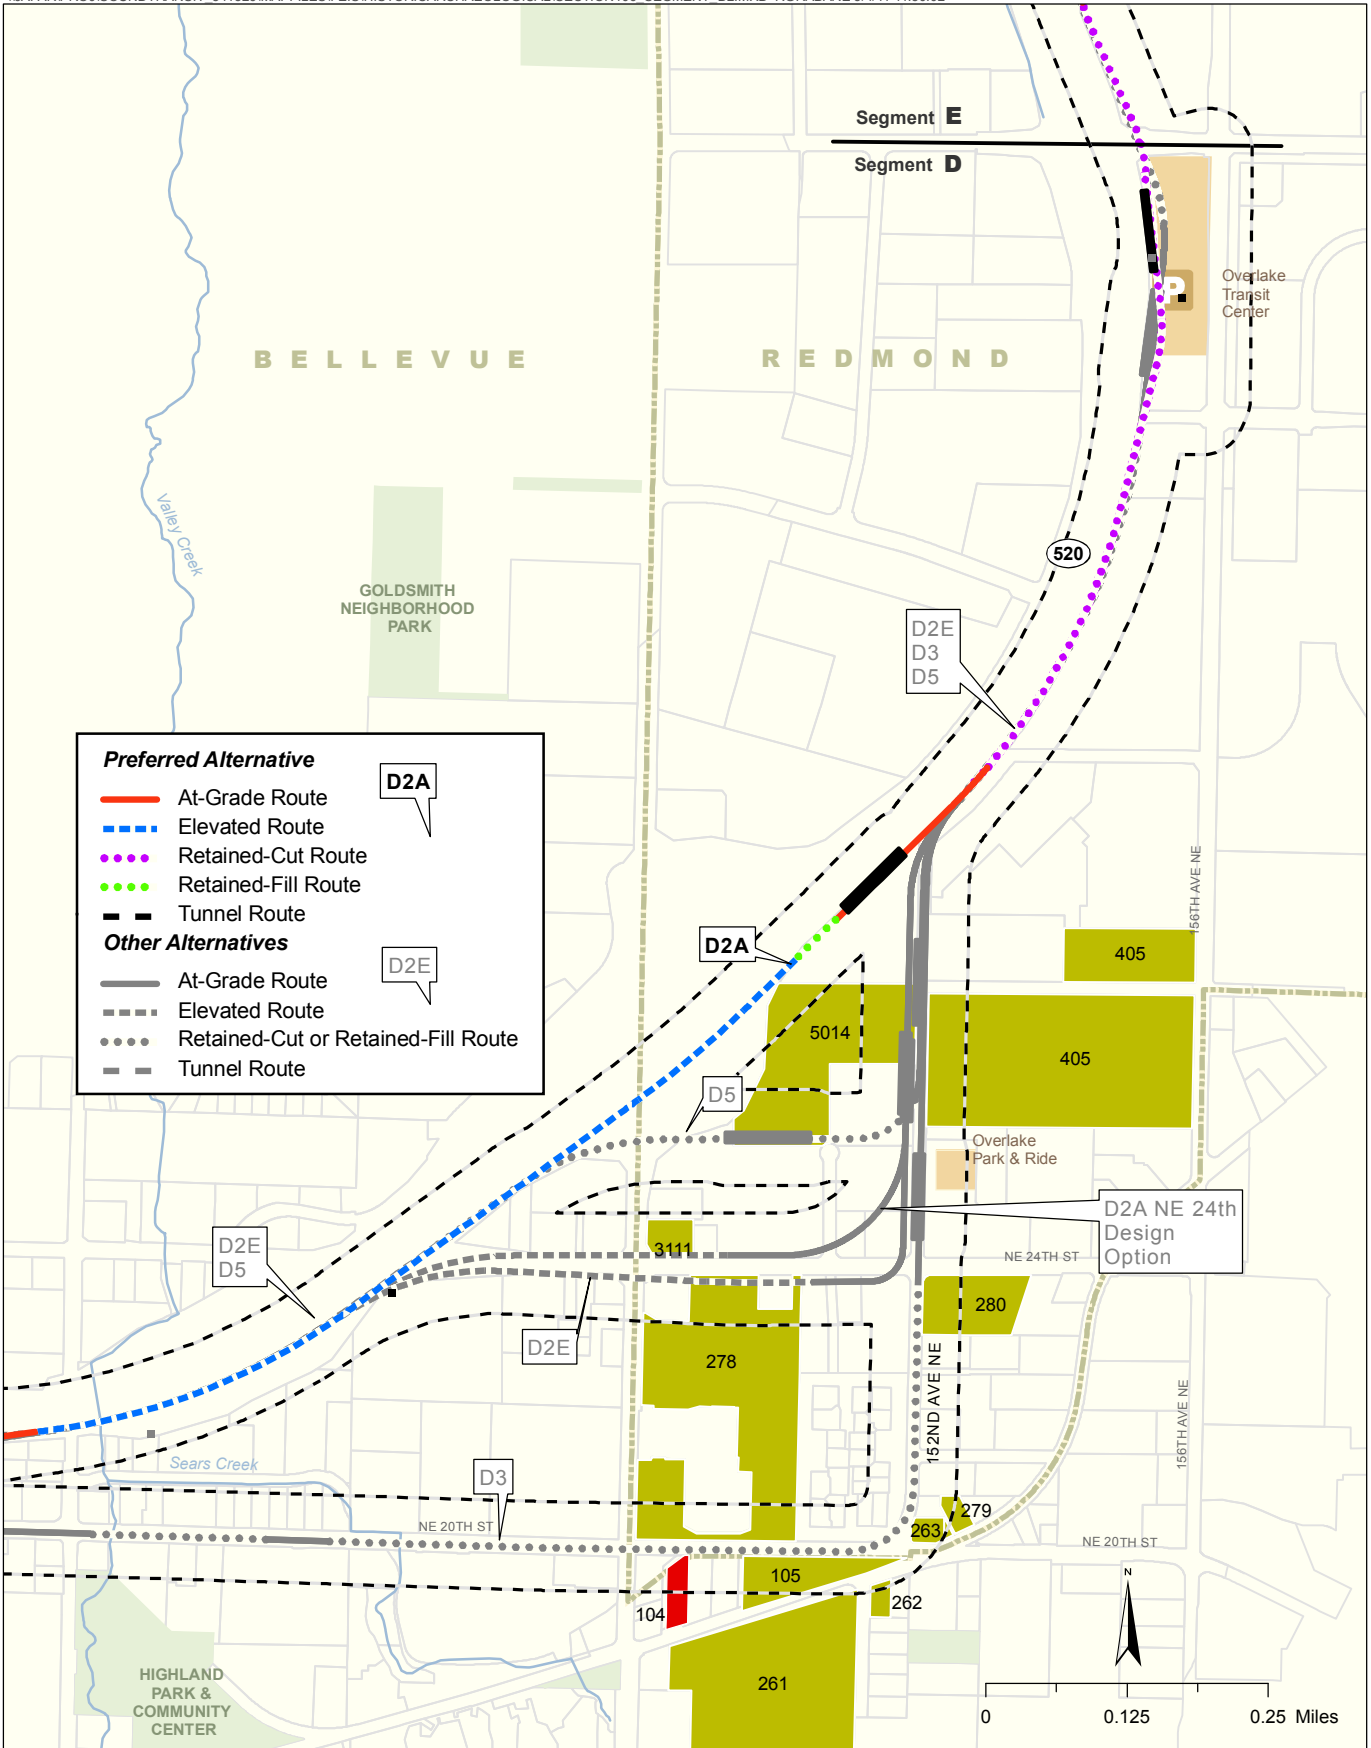 Segment E
Segment D
Overlake
Transit
Center
P
BELLEVUE
REDMOND
Valley Creek
520
GOLDSMITH
NEIGHBORHOOD
PARK
D2E
D3
D5
Preferred Alternative
D2A
At-Grade Route
Elevated Route
Retained-Cut Route
Retained-Fill Route
Tunnel Route
Other Alternatives
D2E
At-Grade Route
Elevated Route
Retained-Cut or Retained-Fill Route
Tunnel Route
156TH AVE NE
D2A
405
5014
405
D5
Overlake
Park & Ride
D2A NE 24th
Design
Option
D2E
D5
3111
NE 24TH ST
280
D2E
278
152ND AVE NE
156TH AVE NE
Sears Creek
D3
279
NE 20TH ST
263
NE 20TH ST
105
104
262
N
HIGHLAND
PARK &
COMMUNITY
CENTER
261
0 0.125 0.25 Miles